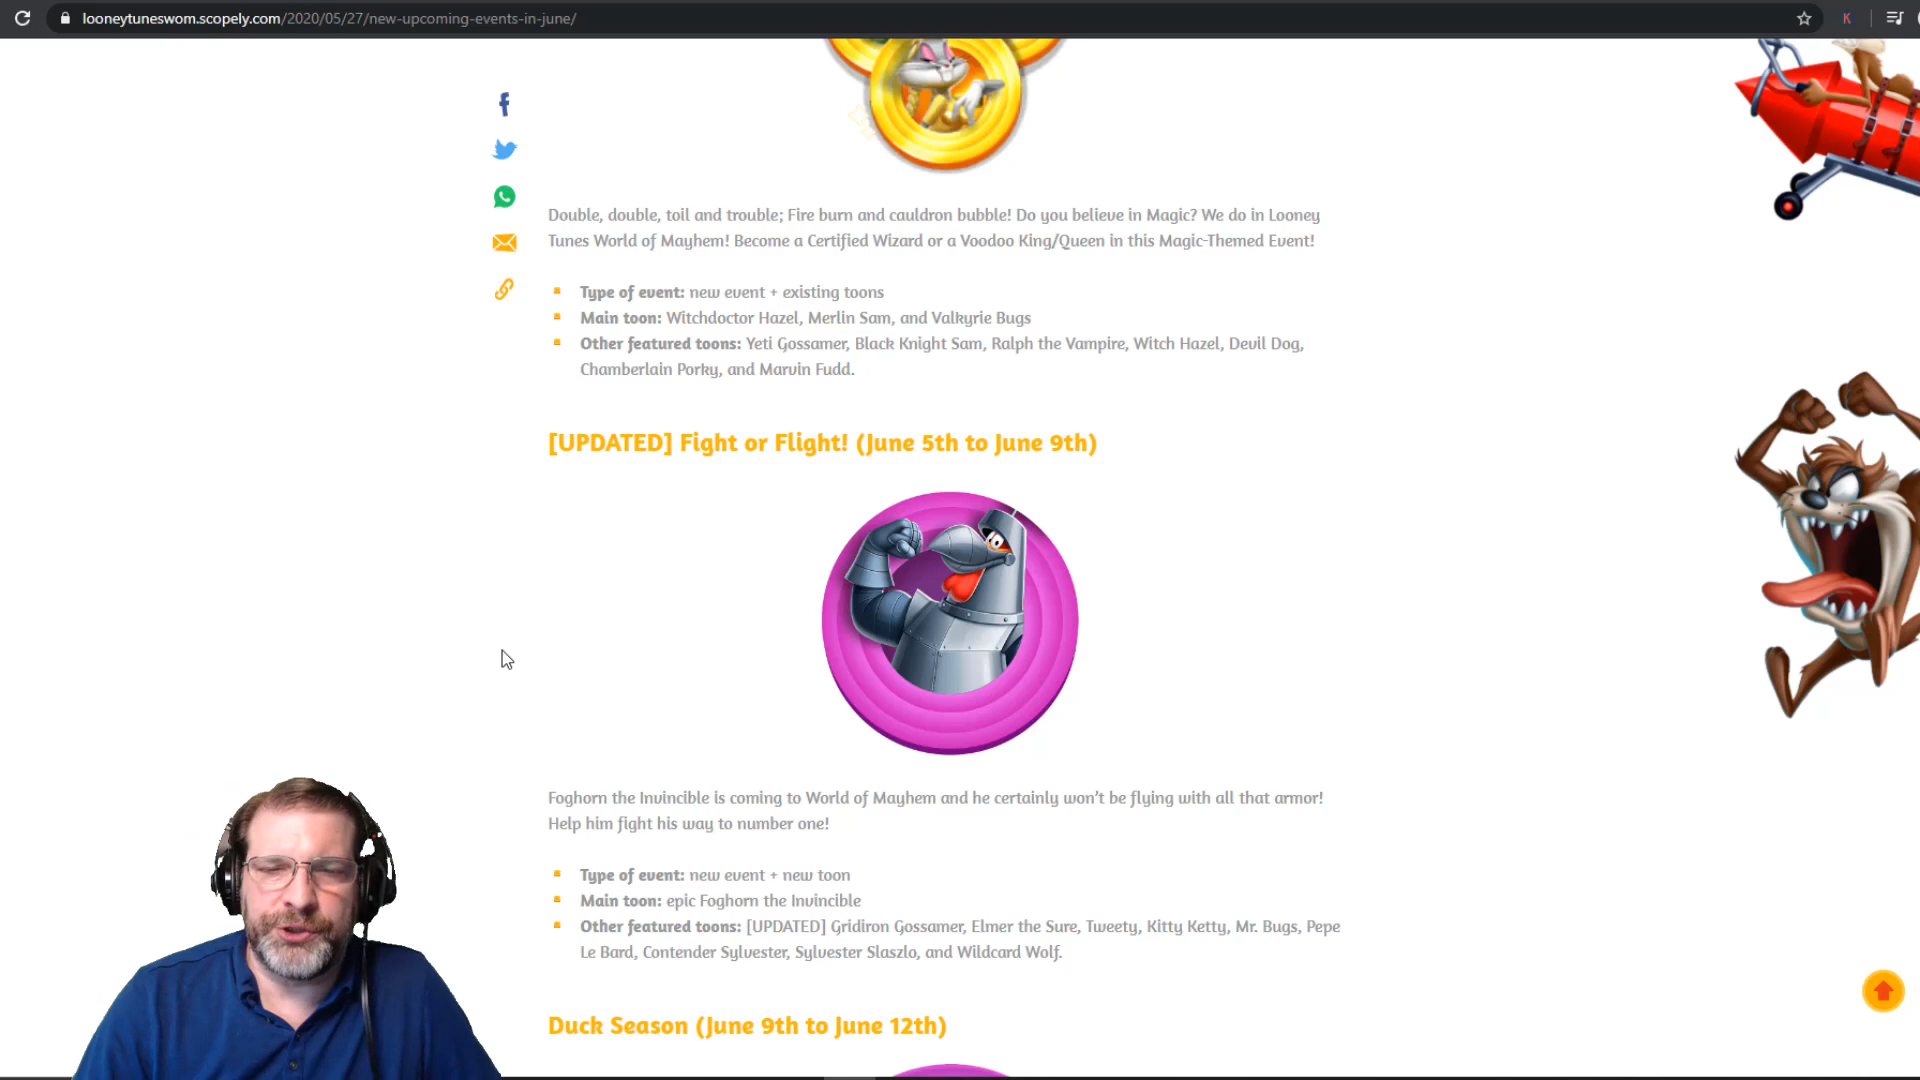 looneytuneswom.scopely.com/2020/05/27/new-upcoming-events-in-june/
K
f
Double, double, toil and trouble; Fire burn and cauldron bubble! Do you believe in Magic? We do in Looney
Tunes World of Mayhem! Become a Certified Wizard or a Voodoo King/Queen in this Magic-Themed Event!
Type of event: new event + existing toons
Main toon: Witchdoctor Hazel, Merlin Sam, and Valkyrie Bugs
Other featured toons: Yeti Gossamer, Black Knight Sam, Ralph the Vampire, Witch Hazel, Devil Dog,
Chamberlain Porky, and Marvin Fudd.
[UPDATED] Fight or Flight! (June 5th to June 9th)
Foghorn the Invincible is coming to World of Mayhem and he certainly won't be flying with all that armor!
Help him fight his way to number one!
Type of event: new event + new toon
Main toon: epic Foghorn the Invincible
Other featured toons: [UPDATED] Gridiron Gossamer, Elmer the Sure, Tweety, Kitty Ketty, Mr. Bugs, Pepe
Le Bard, Contender Sylvester, Sylvester Slaszlo, and Wildcard Wolf.
Duck Season (June 9th to June 12th)